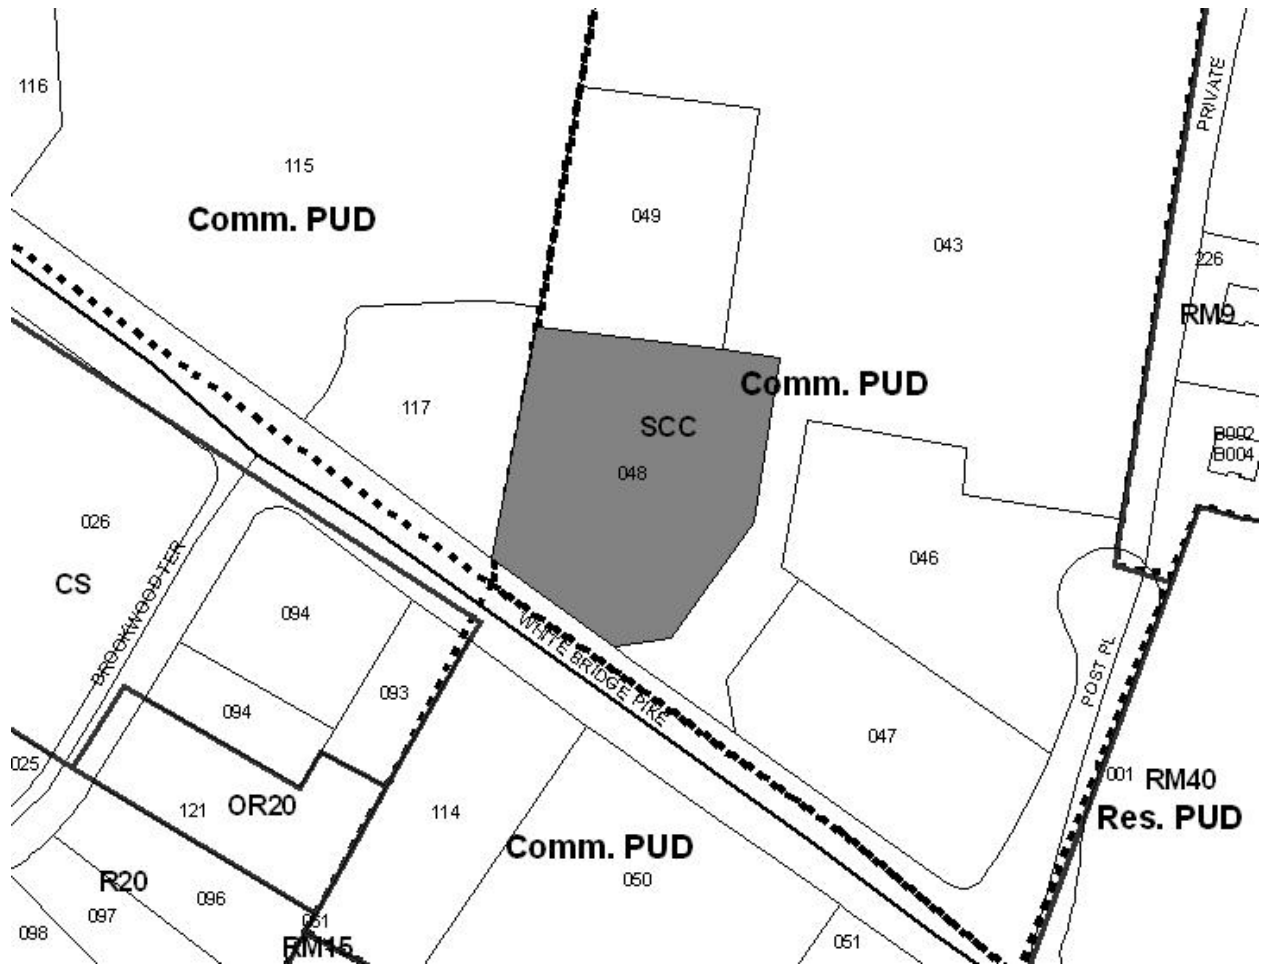 116
PRIVATE
115
049
Comm. PUD
043
226
RM9
Comm. PUD
117
SCC
B002
B004
048
026
046
CS
BROOKWOOD TER
094
WHITE BRIDGE PIKE
POST PL
093
094
047
025
001
RM40
OR20
121
114
Res. PUD
Comm. PUD
R20
050
096
097
061
098
RM15
051